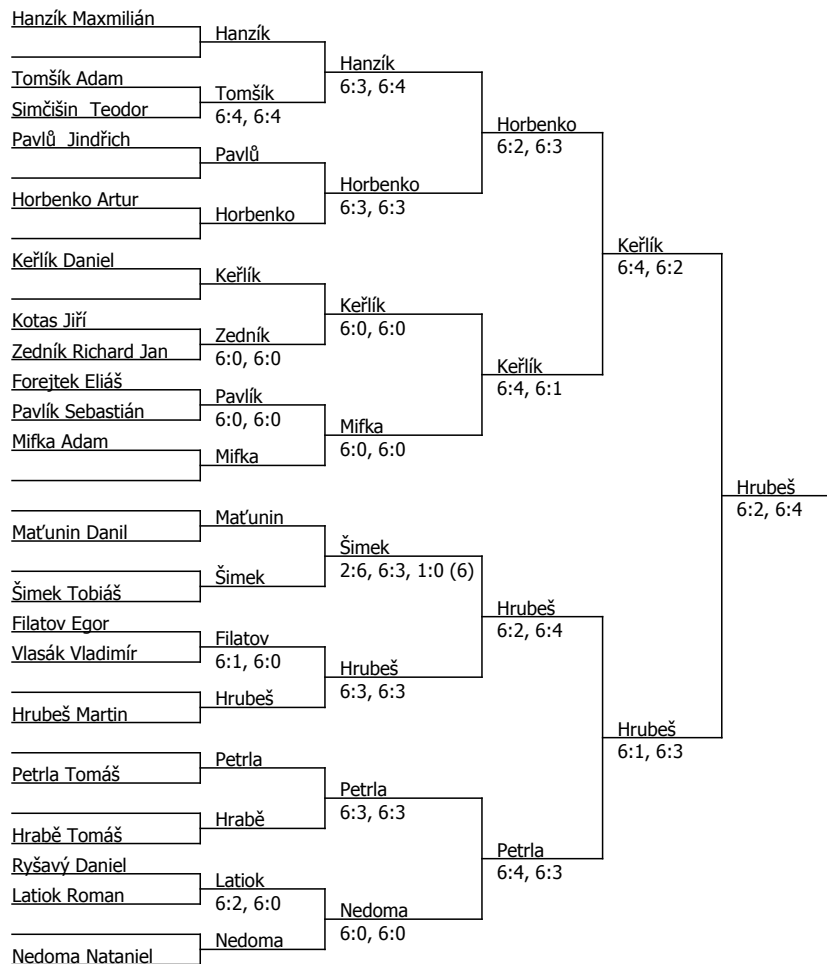 Hanzík Maxmilián
Hanzík
Hanzík
6:3, 6:4
Tomšík Adam
Tomšík
6:4, 6:4
Simčišin  Teodor
Horbenko
6:2, 6:3
Pavlů  Jindřich
Pavlů
Horbenko
6:3, 6:3
Horbenko Artur
Horbenko
Keřlík
6:4, 6:2
Keřlík Daniel
Keřlík
Keřlík
6:0, 6:0
Kotas Jiří
Zedník
6:0, 6:0
Zedník Richard Jan
Keřlík
6:4, 6:1
Forejtek Eliáš
Pavlík
6:0, 6:0
Pavlík Sebastián
Mifka
6:0, 6:0
Mifka Adam
Mifka
Hrubeš
6:2, 6:4
Maťunin
Maťunin Danil
Šimek
2:6, 6:3, 1:0 (6)
Šimek
Šimek Tobiáš
Hrubeš
6:2, 6:4
Filatov Egor
Filatov
6:1, 6:0
Vlasák Vladimír
Hrubeš
6:3, 6:3
Hrubeš
Hrubeš Martin
Hrubeš
6:1, 6:3
Petrla
Petrla Tomáš
Petrla
6:3, 6:3
Hrabě
Hrabě Tomáš
Petrla
6:4, 6:3
Ryšavý Daniel
Latiok
6:2, 6:0
Latiok Roman
Nedoma
6:0, 6:0
Nedoma
Nedoma Nataniel